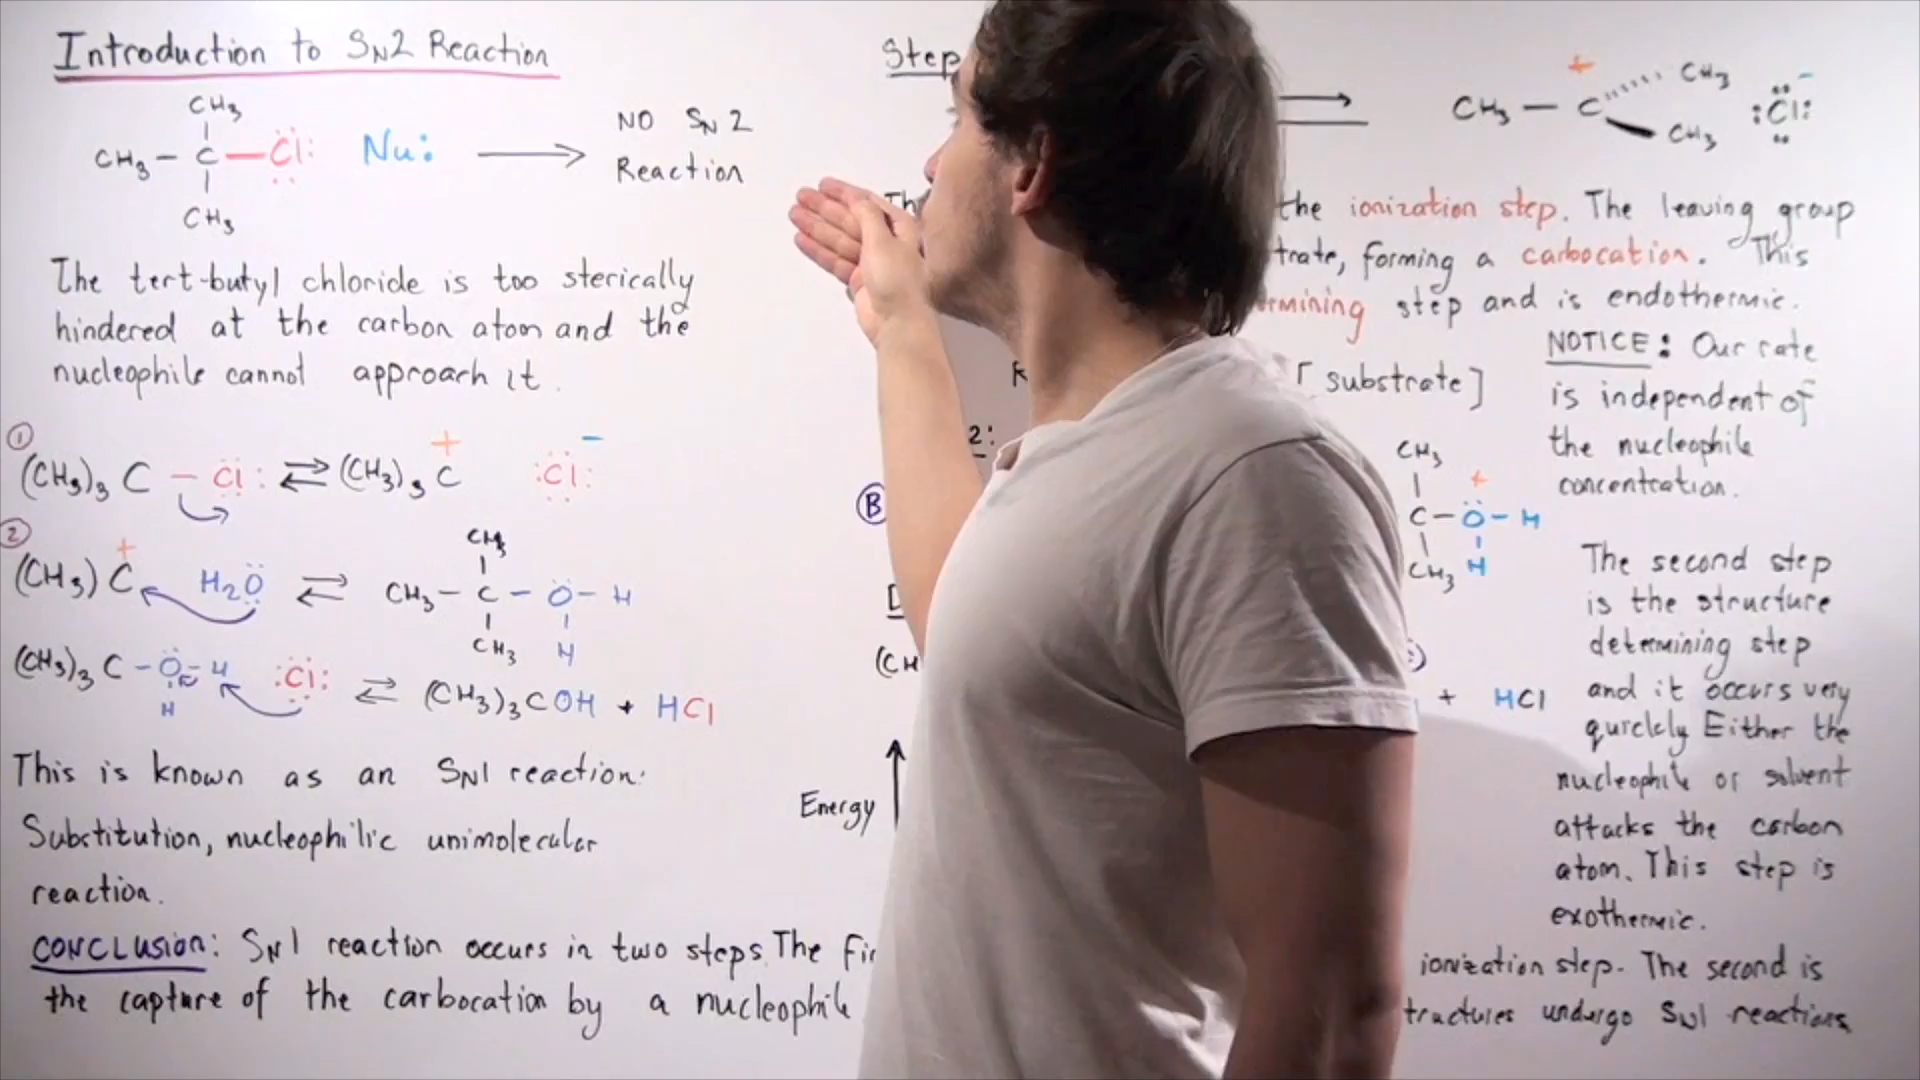 Introduction to SN2 Reaction
CH3
CH3 — C — Cl: Nu: ⟶ NO SN2
Reaction
CH3
The tert-butyl chloride is too sterically
hindered at the carbon atom and the
nucleophile cannot approach it.
① (CH3)3 C — Cl: ⇌ (CH3)3 C+ :Cl:−
② (CH3) C+ H2O ⇌ CH3 — C — O — H
CH3
CH3 H
(CH3)3 C — O — H :Cl: ⇌ (CH3)3COH + HCl
H
This is known as an SN1 reaction:
Substitution, nucleophilic unimolecular
reaction.
CONCLUSION: SN1 reaction occurs in two steps. The fir
the capture of the carbocation by a nucleophile
Step
CH3 — C+ CH3 :Cl:−
CH3
Th
the ionization step. The leaving group
trate, forming a carbocation. This
rmining step and is endothermic.
[substrate]
NOTICE: Our rate
is independent of
the nucleophile
concentration.
2:
B
CH3
C — O+ — H
CH3 H
(CH
+ HCl
Energy
The second step
is the structure
determining step
and it occurs very
quickly Either the
nucleophile or solvent
attacks the carbon
atom. This step is
exothermic.
ionization step. The second is
tructures undergo SN1 reactions